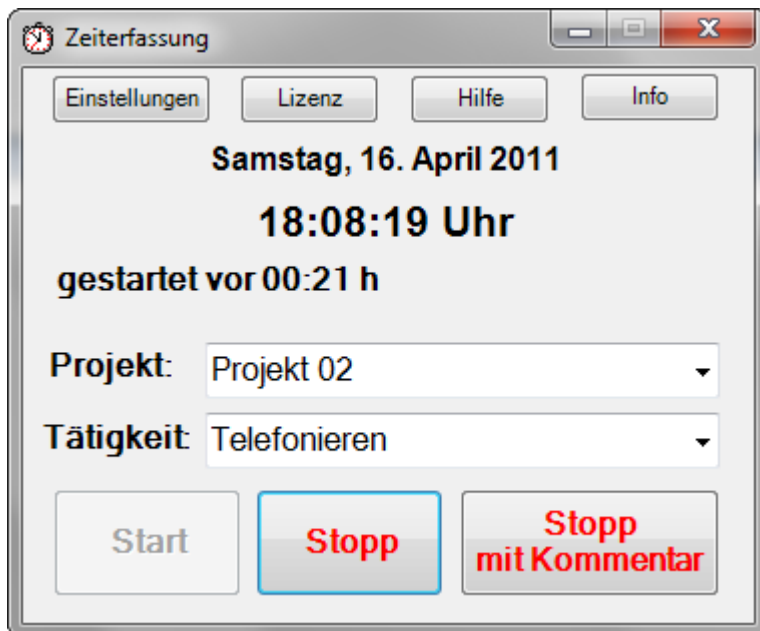 Zeiterfassung
Einstellungen Lizenz Hilfe Info
Samstag, 16. April 2011
18:08:19 Uhr
gestartet vor 00:21 h
Projekt: Projekt 02
Tätigkeit: Telefonieren
Start Stopp Stopp
mit Kommentar